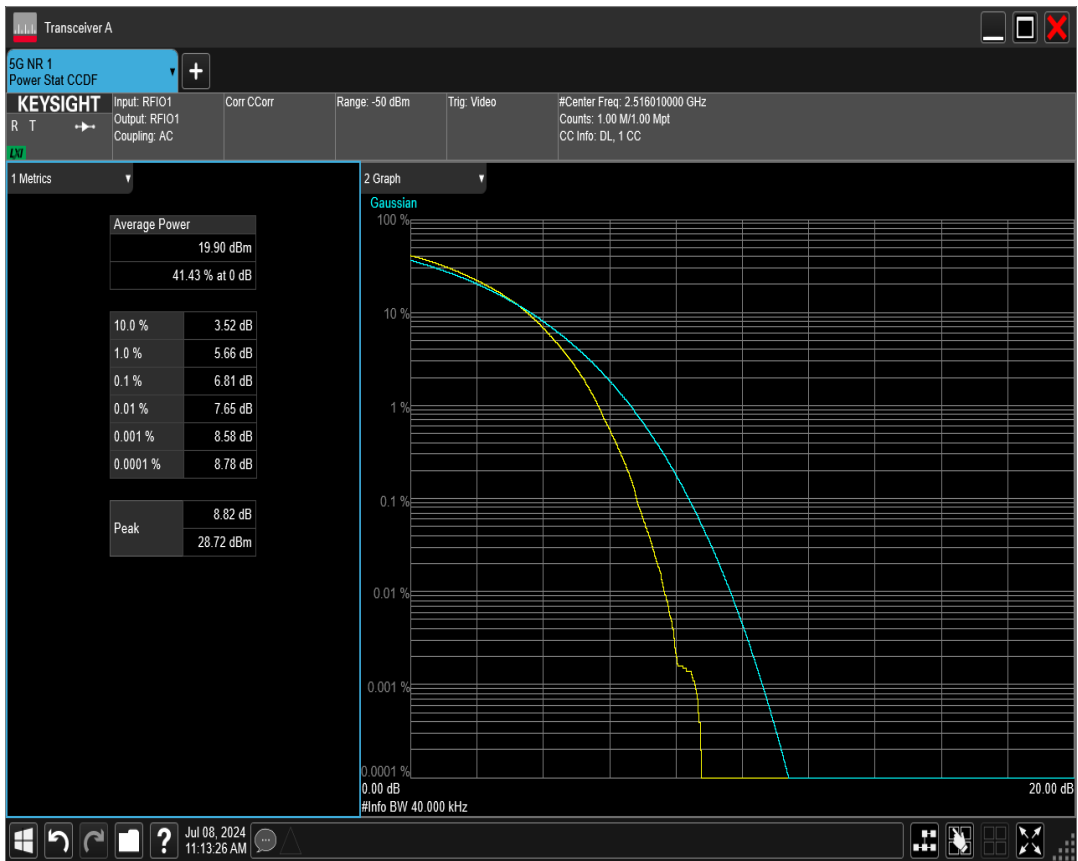 Transceiver A
5G NR 1
Power Stat CCDF
KEYSIGHT
R T
LXI
Input: RFIO1
Output: RFIO1
Coupling: AC
Corr CCorr
Range: -50 dBm
Trig: Video
#Center Freq: 2.516010000 GHz
Counts: 1.00 M/1.00 Mpt
CC Info: DL, 1 CC
1 Metrics
Average Power
19.90 dBm
41.43 % at 0 dB
10.0 % 3.52 dB
1.0 % 5.66 dB
0.1 % 6.81 dB
0.01 % 7.65 dB
0.001 % 8.58 dB
0.0001 % 8.78 dB
Peak
8.82 dB
28.72 dBm
2 Graph
Gaussian
100 %
10 %
1 %
0.1 %
0.01 %
0.001 %
0.0001 %
0.00 dB 20.00 dB
#Info BW 40.000 kHz
?
Jul 08, 2024
11:13:26 AM